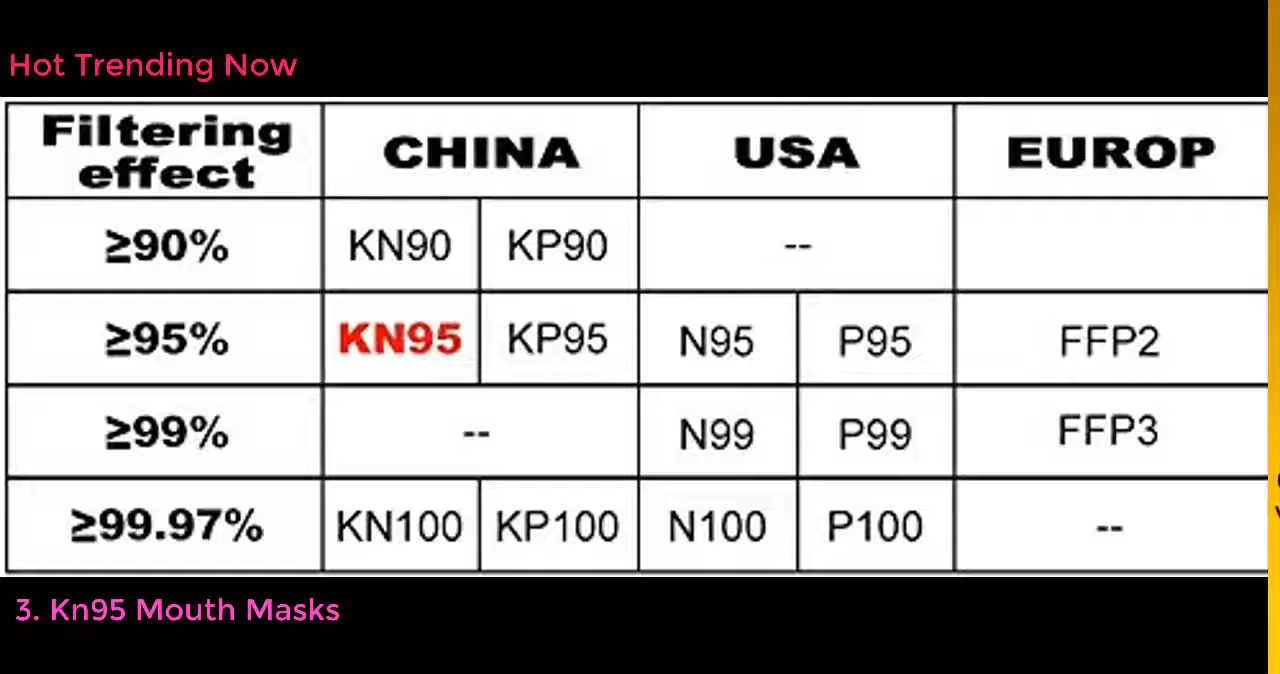 Hot Trending Now
Filtering effect CHINA USA EUROP
≥90% KN90 KP90 --
≥95% KN95 KP95 N95 P95 FFP2
≥99% -- N99 P99 FFP3
≥99.97% KN100 KP100 N100 P100 --
3. Kn95 Mouth Masks